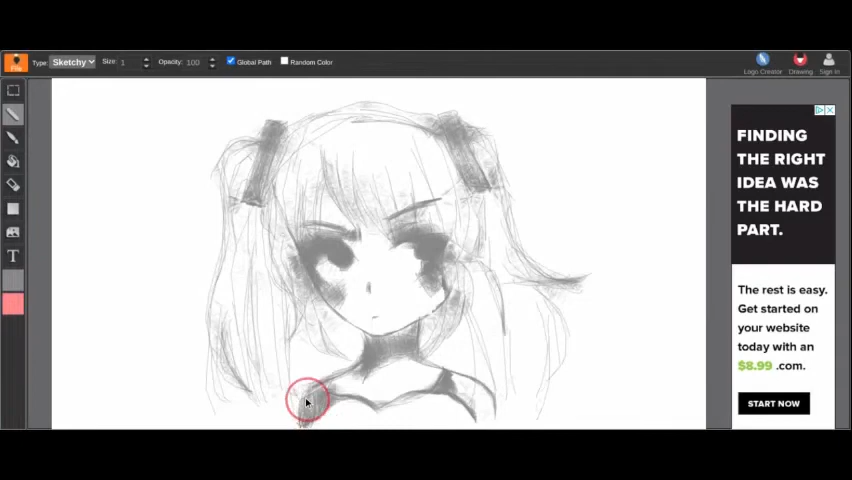 File
Type: Sketchy Size: 1 Opacity: 100 Global Path Random Color
Logo Creator Drawing Sign In
T
FINDING
THE RIGHT
IDEA WAS
THE HARD
PART.
The rest is easy.
Get started on
your website
today with an
$8.99 .com.
START NOW